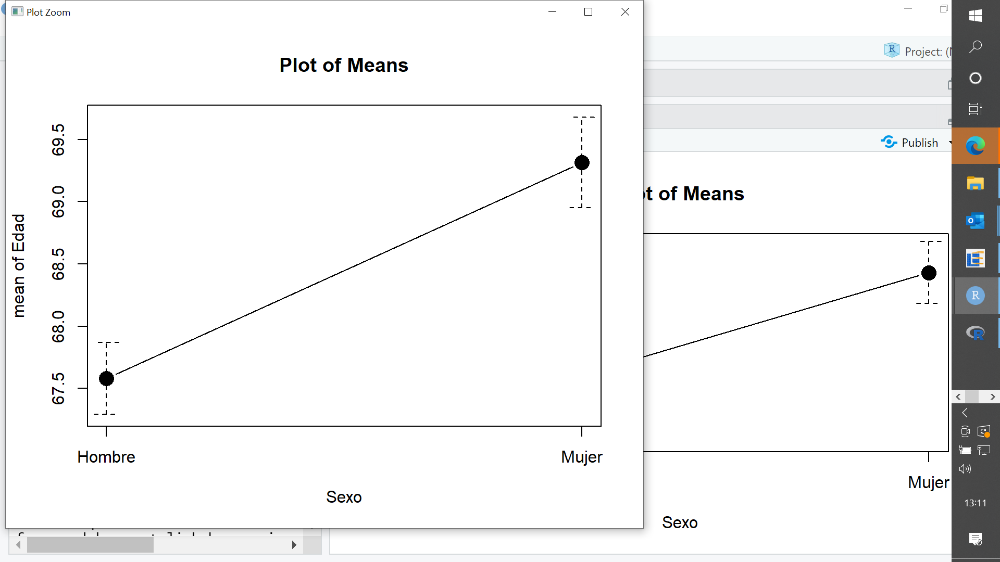 Plot Zoom
Plot of Means
69.5
69.0
68.5
68.0
67.5
mean of Edad
Hombre
Mujer
Sexo
Project: (
Publish
t of Means
Mujer
Sexo
13:11